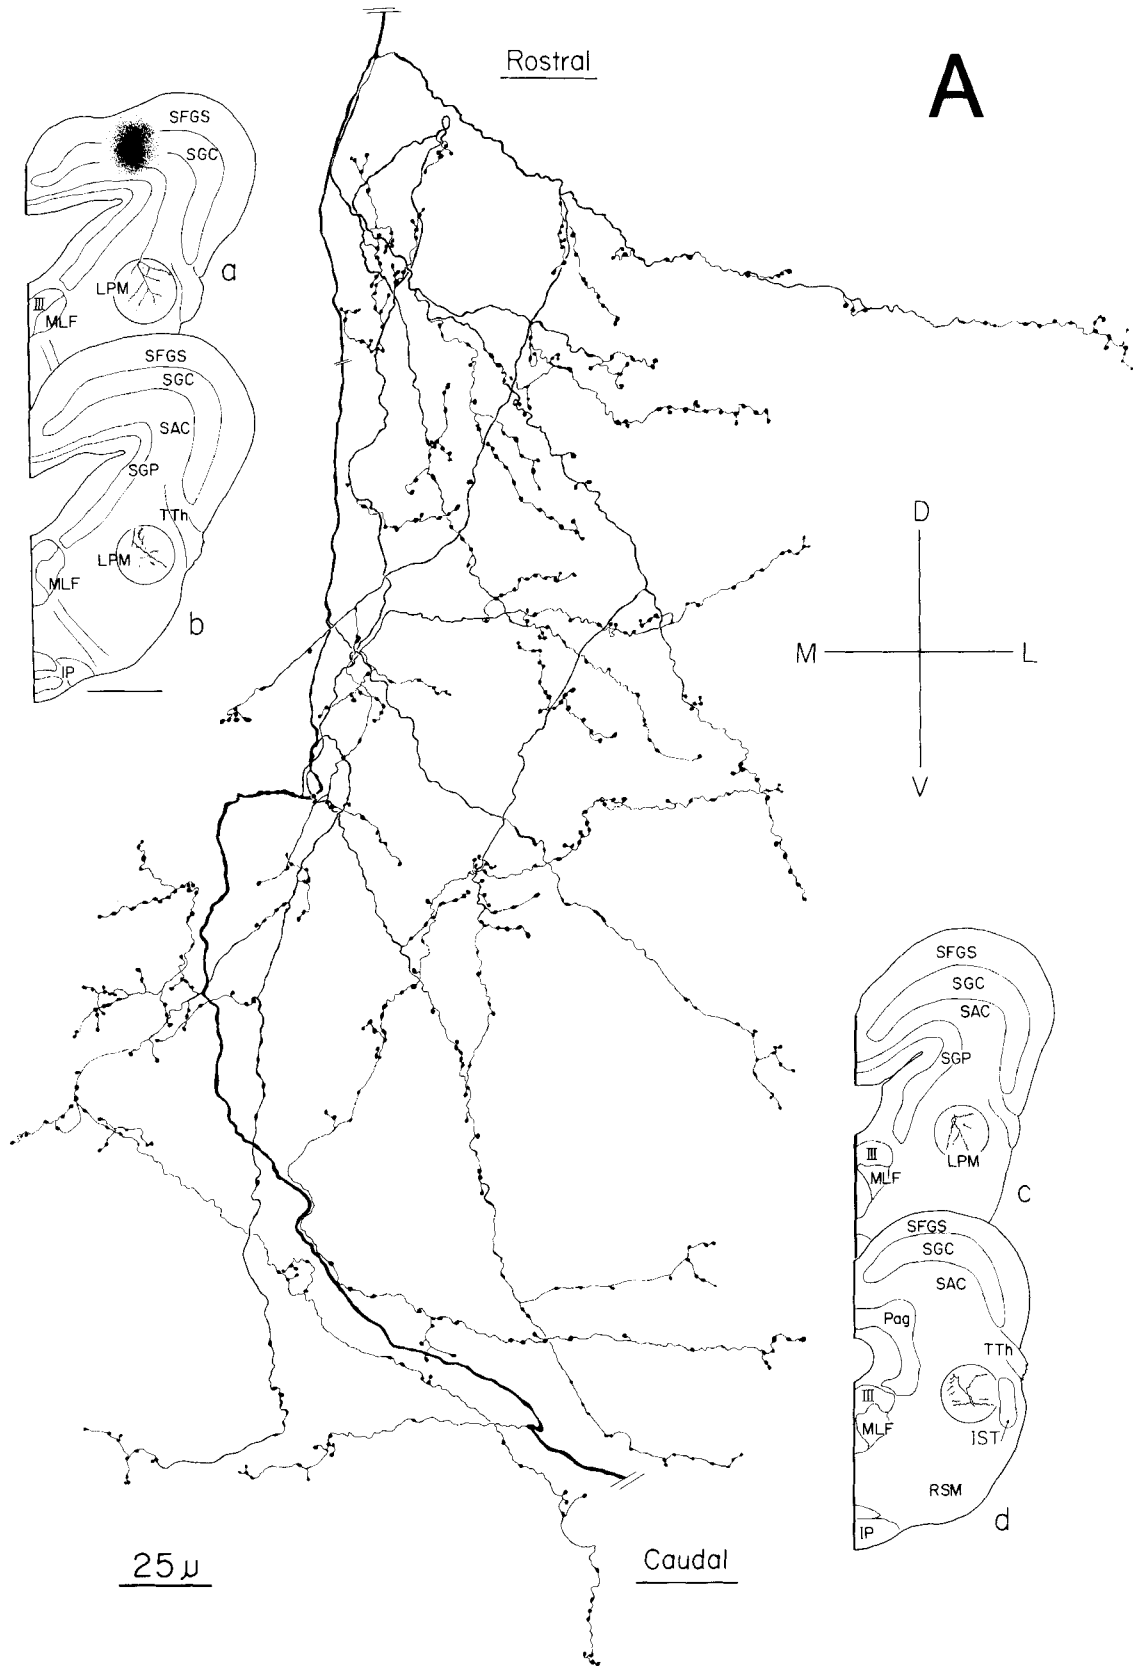 Rostral
A
SFGS
SGC
a
LPM
III
MLF
SFGS
SGC
SAC
SGP
TTh
LPM
MLF
b
IP
D
M
L
V
SFGS
SGC
SAC
SGP
III
LPM
MLF
c
SFGS
SGC
SAC
Pag
TTh
III
MLF
IST
RSM
d
IP
25μ
Caudal